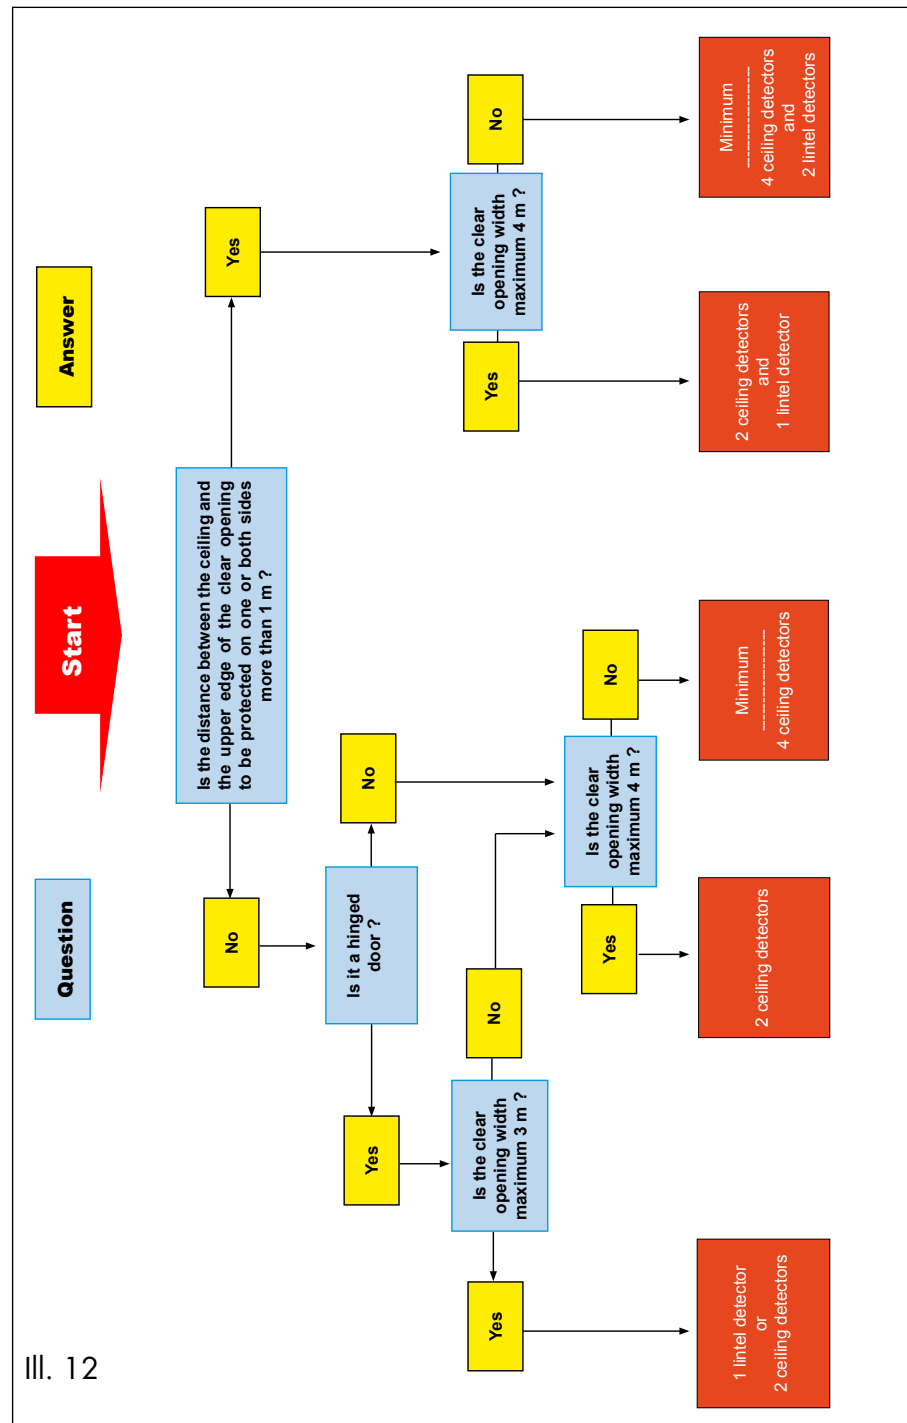 Question
Start
Answer
Is the distance between the ceiling and
the upper edge of the clear opening
to be protected on one or both sides
more than 1 m ?
No
Yes
Is it a hinged
door ?
Yes
No
Is the clear
opening width
maximum 3 m ?
Yes
No
Is the clear
opening width
maximum 4 m ?
Yes
No
Is the clear
opening width
maximum 4 m ?
Yes
No
1 lintel detector
or
2 ceiling detectors
2 ceiling detectors
Minimum
-------------------
4 ceiling detectors
2 ceiling detectors
and
1 lintel detector
Minimum
-------------------
4 ceiling detectors
and
2 lintel detectors
Ill. 12